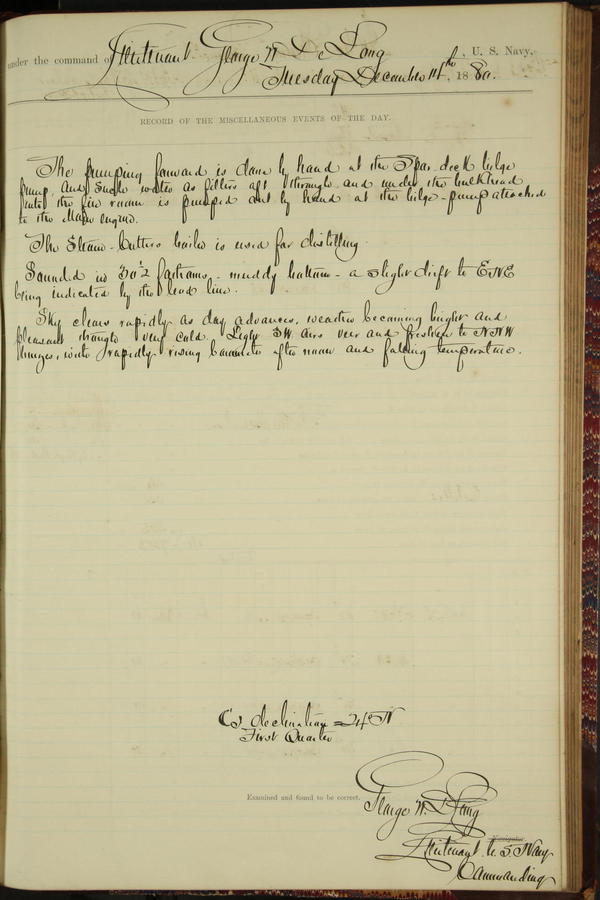 under the command of Lieutenant George W. De Long, U. S. Navy,
Tuesday December 14th, 1880.
RECORD OF THE MISCELLANEOUS EVENTS OF THE DAY.
The pumping forward is done by hand at the Spar deck bilge
pump. And such water as filters aft through and under the bulkhead
into the fire room is pumped out by hand at the bilge-pump attached
to the Main engine.
The Steam-Cutters boiler is used for distilling.
Sounded in 30½ fathoms - muddy bottom - a slight drift to ENE
being indicated by the lead line.
Sky clears rapidly as day advances, weather becoming bright and
pleasant though very cold. Light SW airs veer and freshen to NNW
, with rapidly rising barometer after noon and falling temperature.
declination = 24° N
First Quarter
Examined and found to be correct.
George W. De Long
Navigator.
Lieutenant U.S. Navy
Commanding